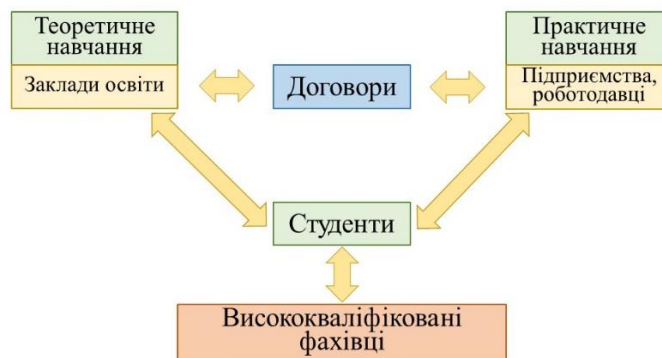 Теоретичне
навчання
Заклади освіти
Договори
Практичне
навчання
Підприємства,
роботодавці
Студенти
Висококваліфіковані
фахівці